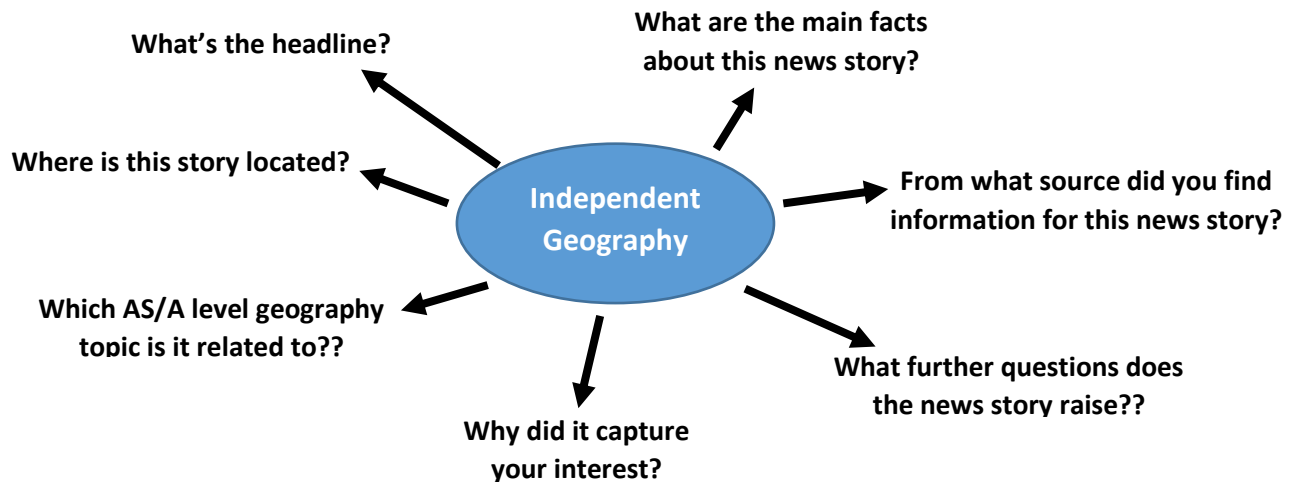 What's the headline?
What are the main facts
about this news story?
Where is this story located?
Independent
Geography
From what source did you find
information for this news story?
Which AS/A level geography
topic is it related to??
What further questions does
the news story raise??
Why did it capture
your interest?